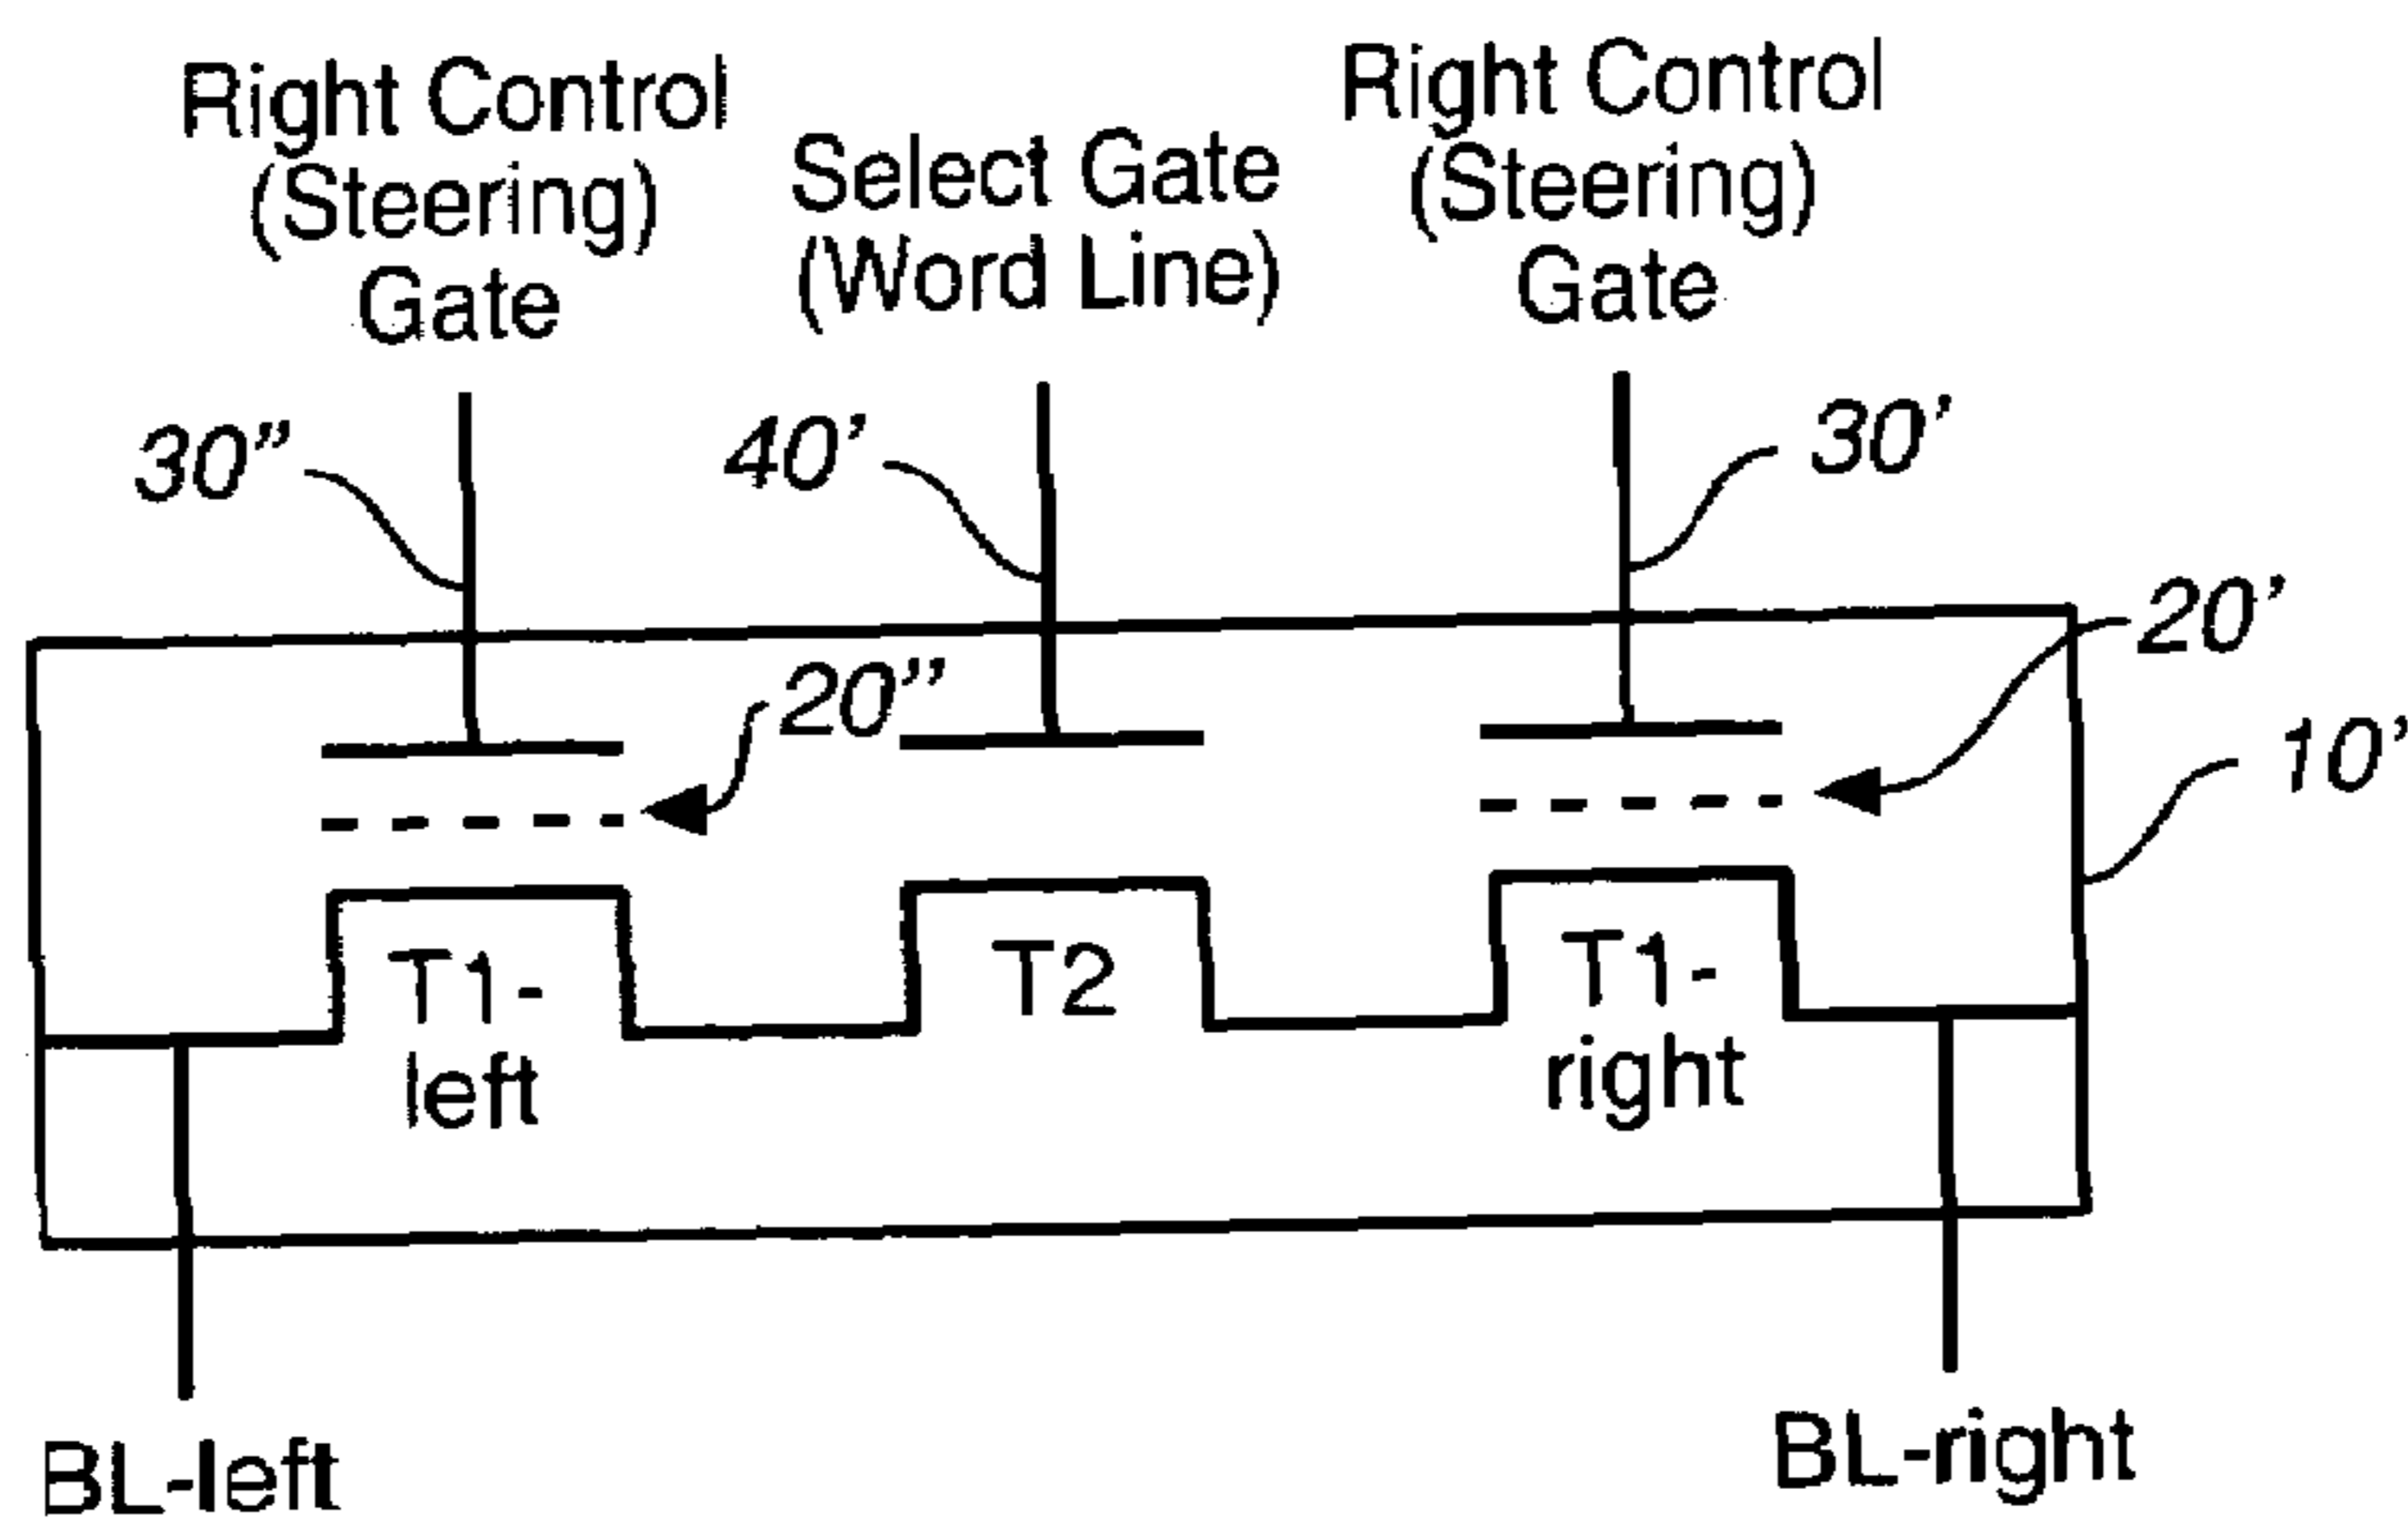 Right Control
(Steering)
Gate
Select Gate
(Word Line)
Right Control
(Steering)
Gate
30”
40’
30’
20’
20”
10’
T1-
left
T2
T1-
right
BL-left
BL-right